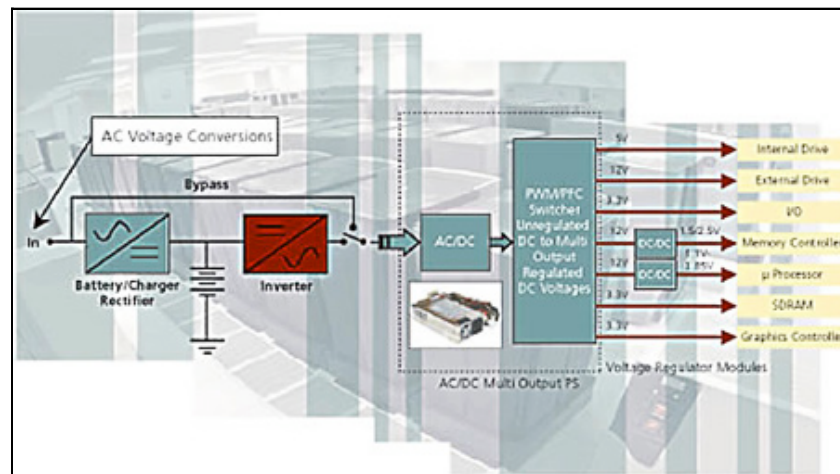 AC Voltage Conversions
Bypass
In
Battery/Charger
Rectifier
Inverter
AC/DC
PWM/PFC
Switcher
Unregulated
DC to Multi
Output
Regulated
DC Voltages
AC/DC Multi Output PS
5V
Internal Drive
12V
External Drive
3.3V
I/O
12V
DC/DC
1.5/2.5V
Memory Controller
12V
DC/DC
1.1V-
1.85V
µ Processor
3.3V
SDRAM
3.3V
Graphics Controller
Voltage Regulator Modules